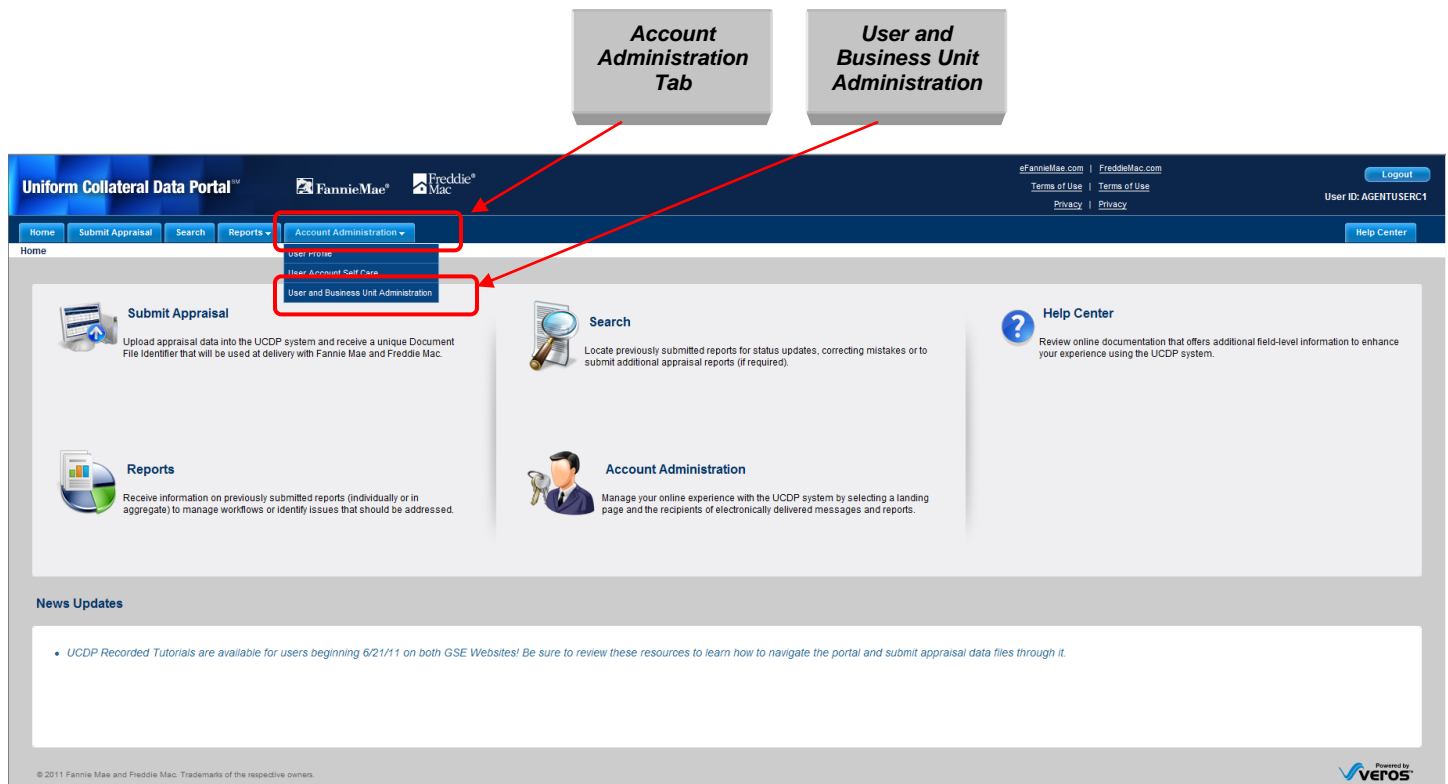 Account
Administration
Tab
User and
Business Unit
Administration
Uniform Collateral Data Portal℠
FannieMae®
Freddie®
Mac
eFannieMae.com | FreddieMac.com
Terms of Use | Terms of Use
Privacy | Privacy
Logout
User ID: AGENTUSERC1
Home
Submit Appraisal
Search
Reports
Account Administration
Help Center
Home
User Profile
User Account Self Care
User and Business Unit Administration
Submit Appraisal
Upload appraisal data into the UCDP system and receive a unique Document
File Identifier that will be used at delivery with Fannie Mae and Freddie Mac.
Search
Locate previously submitted reports for status updates, correcting mistakes or to
submit additional appraisal reports (if required).
Help Center
Review online documentation that offers additional field-level information to enhance
your experience using the UCDP system.
Reports
Receive information on previously submitted reports (individually or in
aggregate) to manage workflows or identify issues that should be addressed.
Account Administration
Manage your online experience with the UCDP system by selecting a landing
page and the recipients of electronically delivered messages and reports.
News Updates
• UCDP Recorded Tutorials are available for users beginning 6/21/11 on both GSE Websites! Be sure to review these resources to learn how to navigate the portal and submit appraisal data files through it.
© 2011 Fannie Mae and Freddie Mac. Trademarks of the respective owners.
Powered by
veros